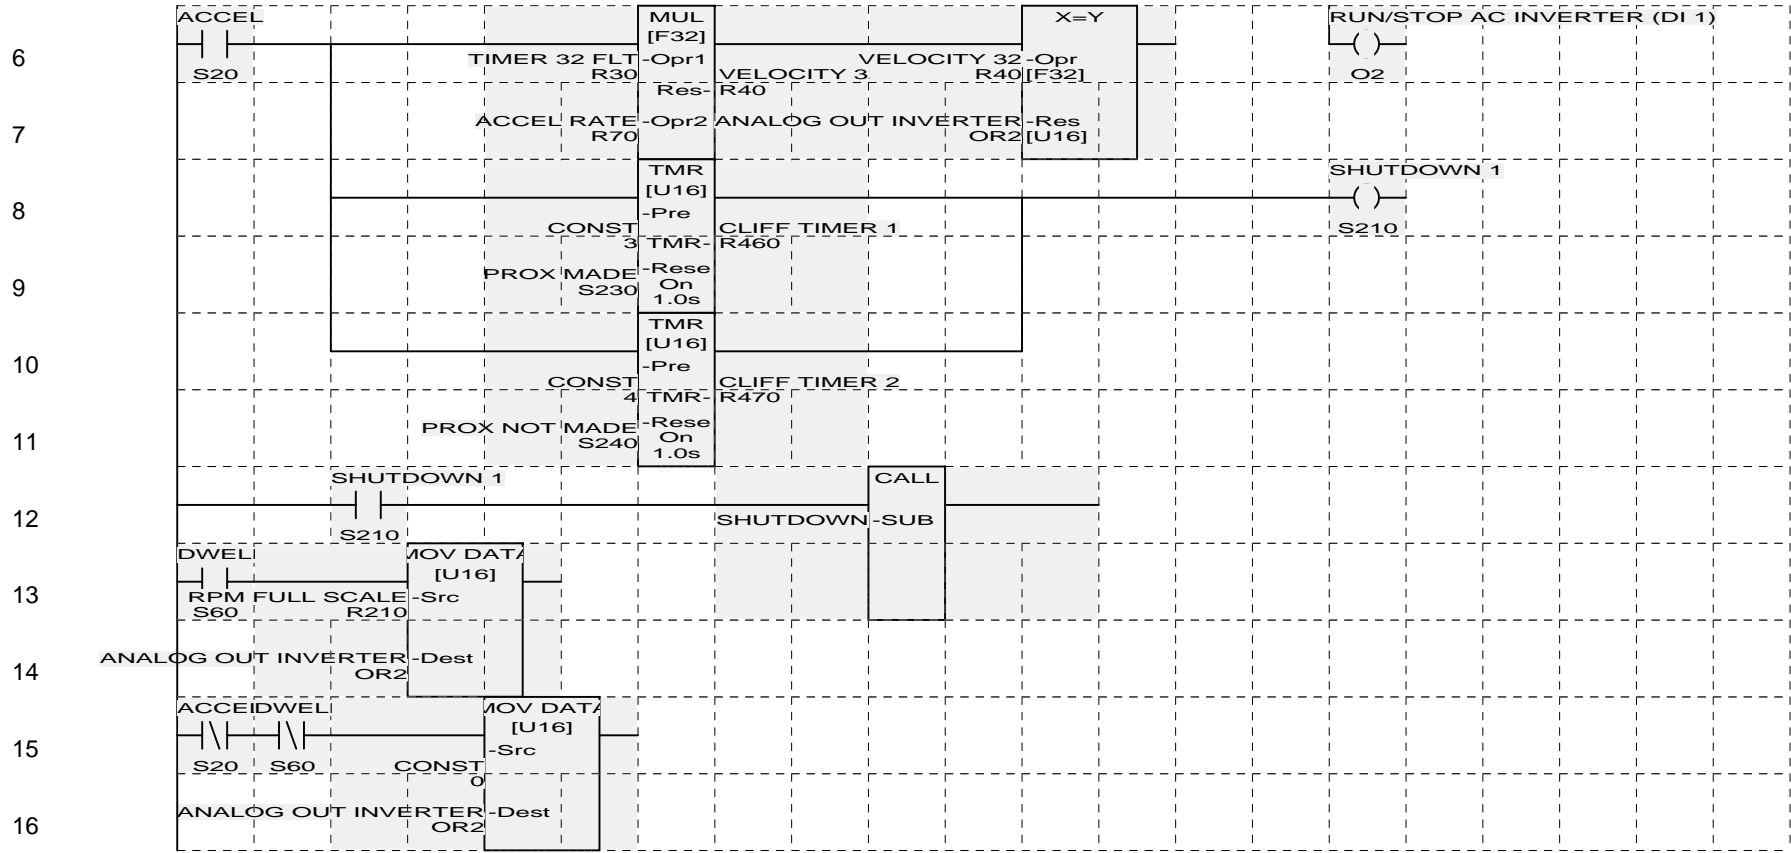 ACCEL
MUL
X=Y
RUN/STOP AC INVERTER (DI 1)
[F32]
6
TIMER 32 FLT -Opr1
VELOCITY 32 -Opr
S20
R30
VELOCITY 3
R40 [F32]
O2
Res- R40
7
ACCEL RATE -Opr2
ANALOG OUT INVERTER -Res
R70
OR2 [U16]
TMR
SHUTDOWN 1
[U16]
8
-Pre
CONST
CLIFF TIMER 1
S210
3 TMR- R460
9
PROX MADE -Rese
S230
On
1.0s
TMR
[U16]
10
-Pre
CONST
CLIFF TIMER 2
4 TMR- R470
11
PROX NOT MADE -Rese
S240
On
1.0s
SHUTDOWN 1
CALL
12
SHUTDOWN -SUB
S210
DWEL
MOV DATA
[U16]
13
RPM FULL SCALE -Src
S60
R210
14
ANALOG OUT INVERTER -Dest
OR2
ACCE DWEL
MOV DATA
[U16]
15
-Src
S20
S60
CONST
0
16
ANALOG OUT INVERTER -Dest
OR2